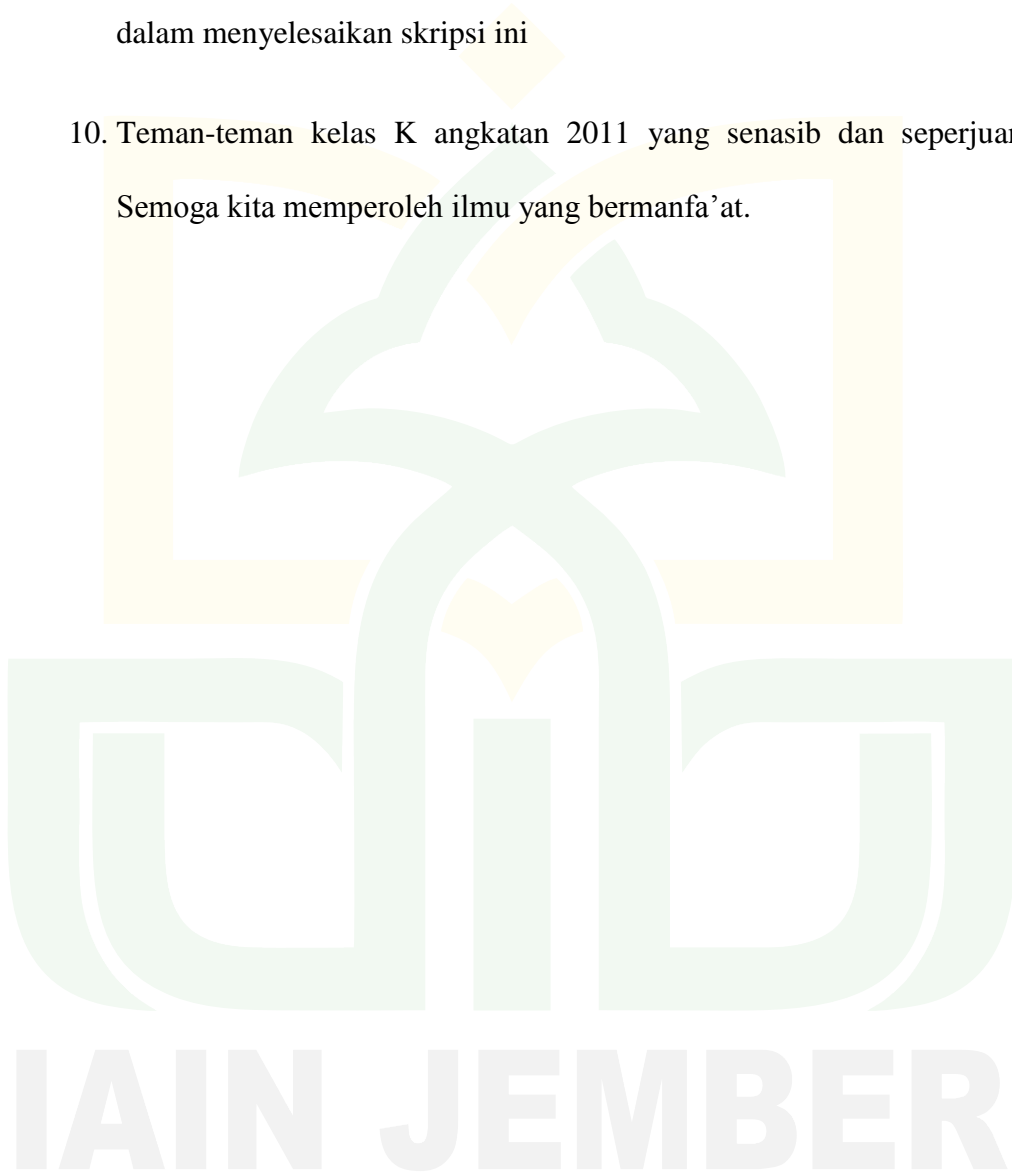 dalam menyelesaikan skripsi ini
10. Teman-teman kelas K angkatan 2011 yang senasib dan
Semoga kita memperoleh ilmu yang bermanfa’at.
IAIN JEMBER